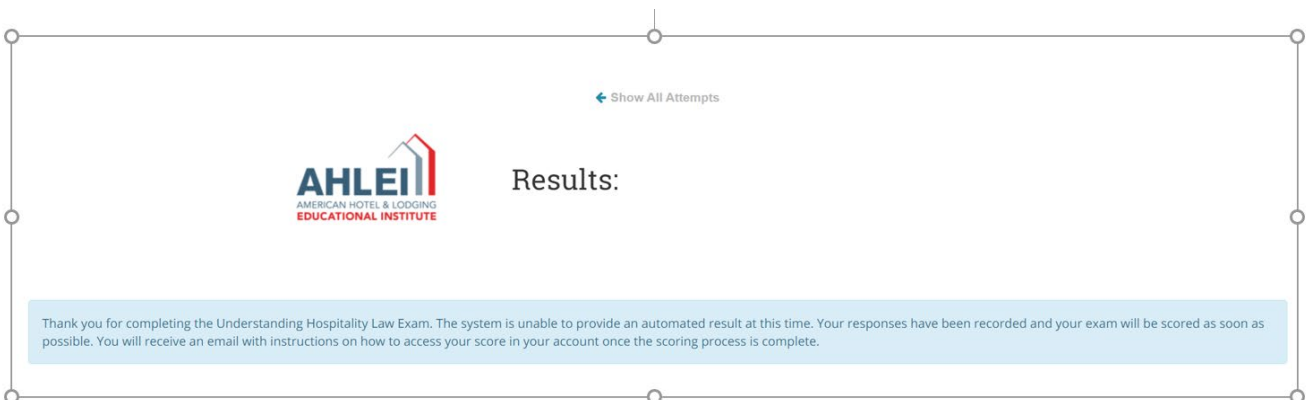 Show All Attempts
AHLEI
AMERICAN HOTEL & LODGING
EDUCATIONAL INSTITUTE
Results:
Thank you for completing the Understanding Hospitality Law Exam. The system is unable to provide an automated result at this time. Your responses have been recorded and your exam will be scored as soon as
possible. You will receive an email with instructions on how to access your score in your account once the scoring process is complete.